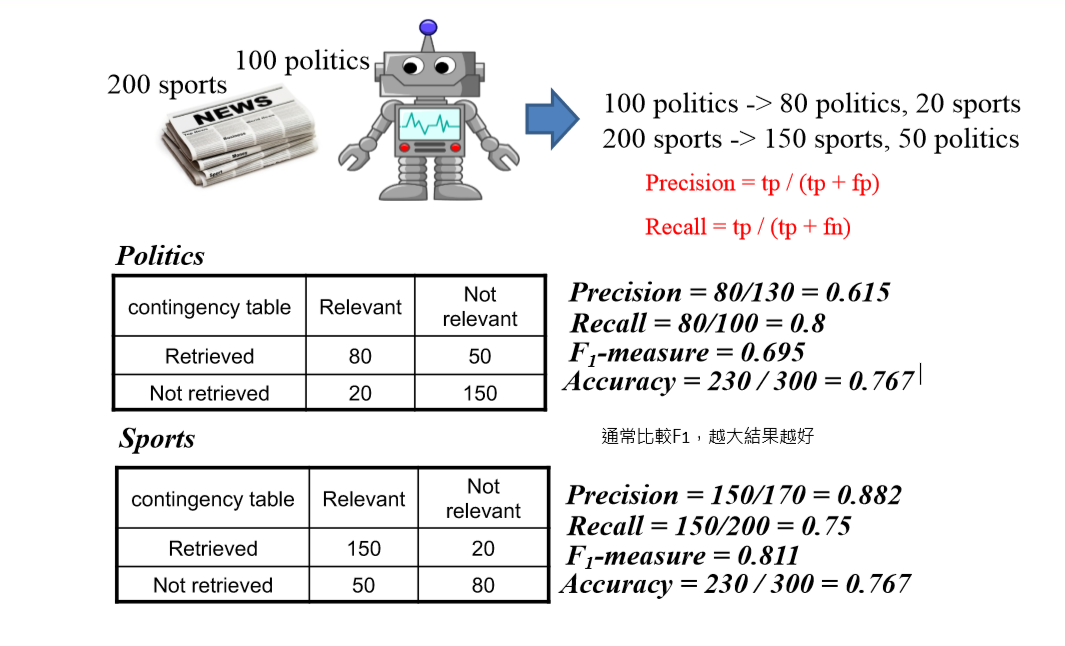 100 politics
200 sports
NEWS
100 politics -> 80 politics, 20 sports
200 sports -> 150 sports, 50 politics
Precision = tp / (tp + fp)
Recall = tp / (tp + fn)
Politics
contingency table Relevant Not relevant
Retrieved 80 50
Not retrieved 20 150
Precision = 80/130 = 0.615
Recall = 80/100 = 0.8
F1-measure = 0.695
Accuracy = 230 / 300 = 0.767
通常比較F1，越大結果越好
Sports
contingency table Relevant Not relevant
Retrieved 150 20
Not retrieved 50 80
Precision = 150/170 = 0.882
Recall = 150/200 = 0.75
F1-measure = 0.811
Accuracy = 230 / 300 = 0.767